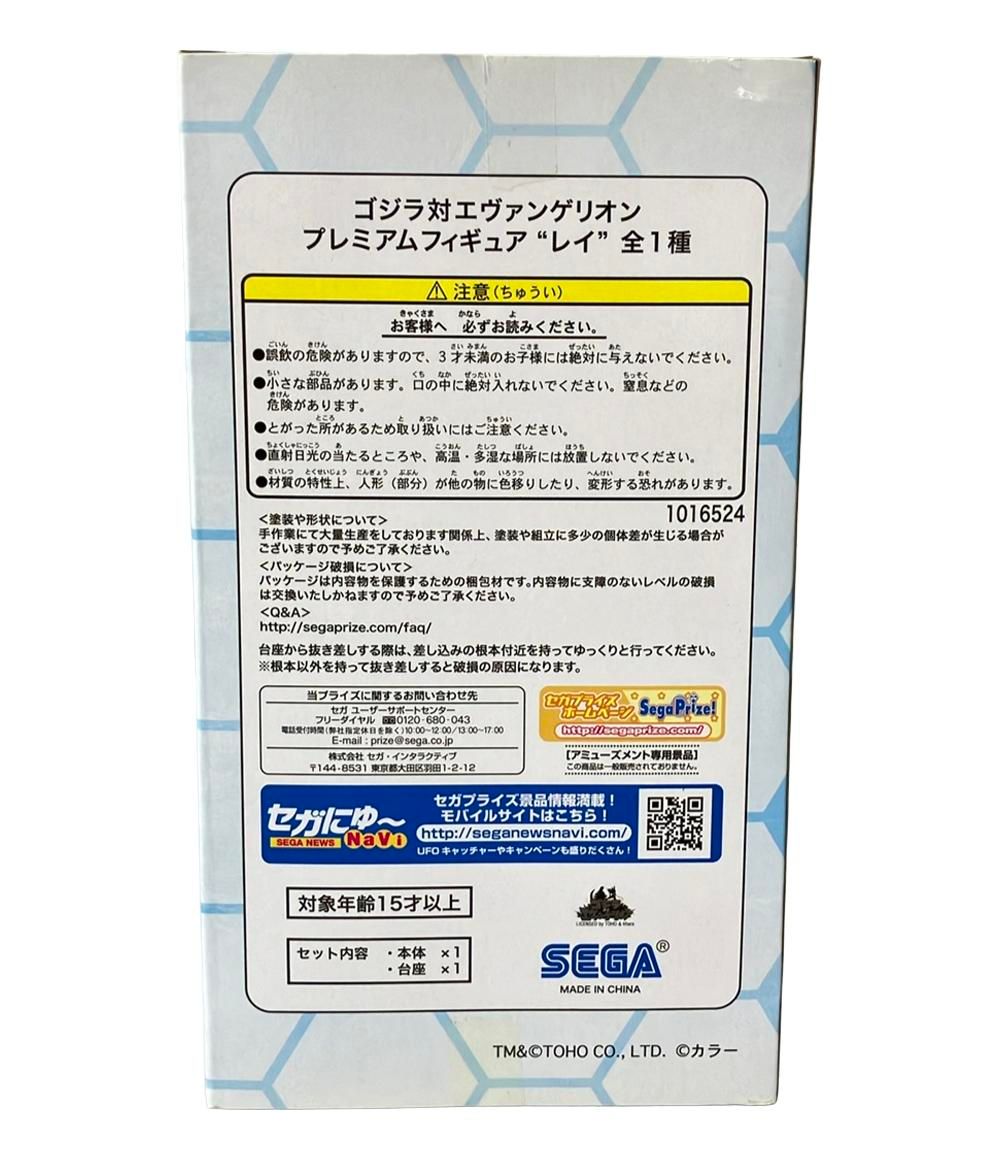 ゴジラ対エヴァンゲリオン
プレミアムフィギュア “レイ” 全1種
⚠ 注意(ちゅうい)
お客様へ 必ずお読みください。
●誤飲の危険がありますので、3才未満のお子様には絶対に与えないでください。
●小さな部品があります。口の中に絶対入れないでください。窒息などの
危険があります。
●とがった所があるため取り扱いにはご注意ください。
●直射日光の当たるところや、高温・多湿な場所には放置しないでください。
●材質の特性上、人形(部分)が他の物に色移りしたり、変形する恐れがあります。
1016524
<塗装や形状について>
手作業にて大量生産をしております関係上、塗装や組立に多少の個体差が生じる場合が
ございますので予めご了承ください。
<パッケージ破損について>
パッケージは内容物を保護するための梱包材です。内容物に支障のないレベルの破損
は交換いたしかねますので予めご了承ください。
<Q&A>
http://segaprize.com/faq/
台座から抜き差しする際は、差し込みの根本付近を持ってゆっくりと行ってください。
※根本以外を持って抜き差しすると破損の原因になります。
当プライズに関するお問い合わせ先
セガ ユーザーサポートセンター
フリーダイヤル 0120-680-043
電話受付時間(弊社指定休日を除く)10:00~12:00/13:00~17:00
E-mail : prize@sega.co.jp
株式会社 セガ・インタラクティブ
〒144-8531 東京都大田区羽田1-2-12
セガプライズ
ホームページ SegaPrize!
http://segaprize.com/
【アミューズメント専用景品】
この商品は一般販売されておりません。
セガにゅ~
SEGA NEWS NaVi
セガプライズ景品情報満載!
モバイルサイトはこちら!
http://seganewsnavi.com/
UFOキャッチャーやキャンペーンも盛りだくさん!
対象年齢15才以上
セット内容 ・本体 ×1
・台座 ×1
LICENSED by TOHO & khara
SEGA®
MADE IN CHINA
TM&©TOHO CO., LTD. ©カラー